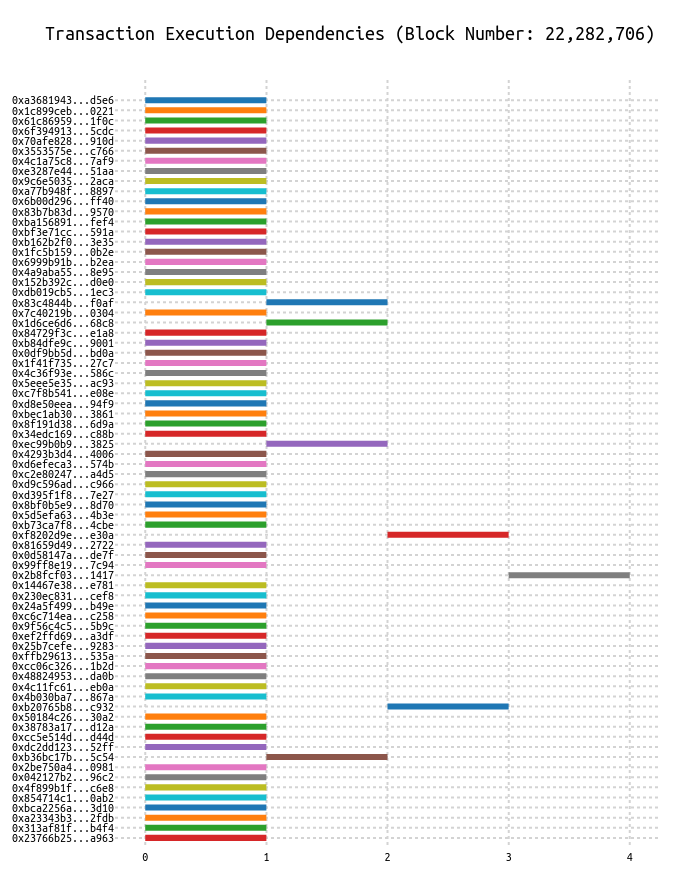 Transaction Execution Dependencies (Block Number: 22,282,706)
0xa3681943...d5e6
0x1c899ceb...0221
0x61c86959...1f0c
0x6f394913...5cdc
0x70afe828...910d
0x3553575e...c766
0x4c1a75c8...7af9
0xe3287e44...51aa
0x9c6e5035...2aca
0xa77b948f...8897
0x6b00d296...ff40
0x83b7b83d...9570
0xba156891...fef4
0xbf3e71cc...591a
0xb162b2f0...3e35
0x1fc5b159...0b2e
0x6999b91b...b2ea
0x4a9aba55...8e95
0x152b392c...d0e0
0xdb019cb5...1ec3
0x83c4844b...f0af
0x7c40219b...0304
0x1d6ce6d6...68c8
0x84729f3c...e1a8
0xb84dfe9c...9001
0x0df9bb5d...bd0a
0x1f41f735...27c7
0x4c36f93e...586c
0x5eee5e35...ac93
0xc7f8b541...e08e
0xd8e50eea...94f9
0xbec1ab30...3861
0x8f191d38...6d9a
0x34edc169...c88b
0xec99b0b9...3825
0x4293b3d4...4006
0xd6efeca3...574b
0xc2e80247...a4d5
0xd9c596ad...c966
0xd395f1f8...7e27
0x8bf0b5e9...8d70
0x5d5efa63...4b3e
0xb73ca7f8...4cbe
0xf8202d9e...e30a
0x81659d49...2722
0x0d58147a...de7f
0x99ff8e19...7c94
0x2b8fcf03...1417
0x14467e38...e781
0x230ec831...cef8
0x24a5f499...b49e
0xc6c714ea...c258
0x9f56c4c5...5b9c
0xef2ffd69...a3df
0x25b7cefe...9283
0xffb29613...535a
0xcc06c326...1b2d
0x48824953...da0b
0x4c11fc61...eb0a
0x4b030ba7...867a
0xb20765b8...c932
0x50184c26...30a2
0x38783a17...d12a
0xcc5e514d...d44d
0xdc2dd123...52ff
0xb36bc17b...5c54
0x2be750a4...0981
0x042127b2...96c2
0x4f899b1f...c6e8
0x854714c1...0ab2
0xbca2256a...3d10
0xa23343b3...2fdb
0x313af81f...b4f4
0x23766b25...a963
0 1 2 3 4